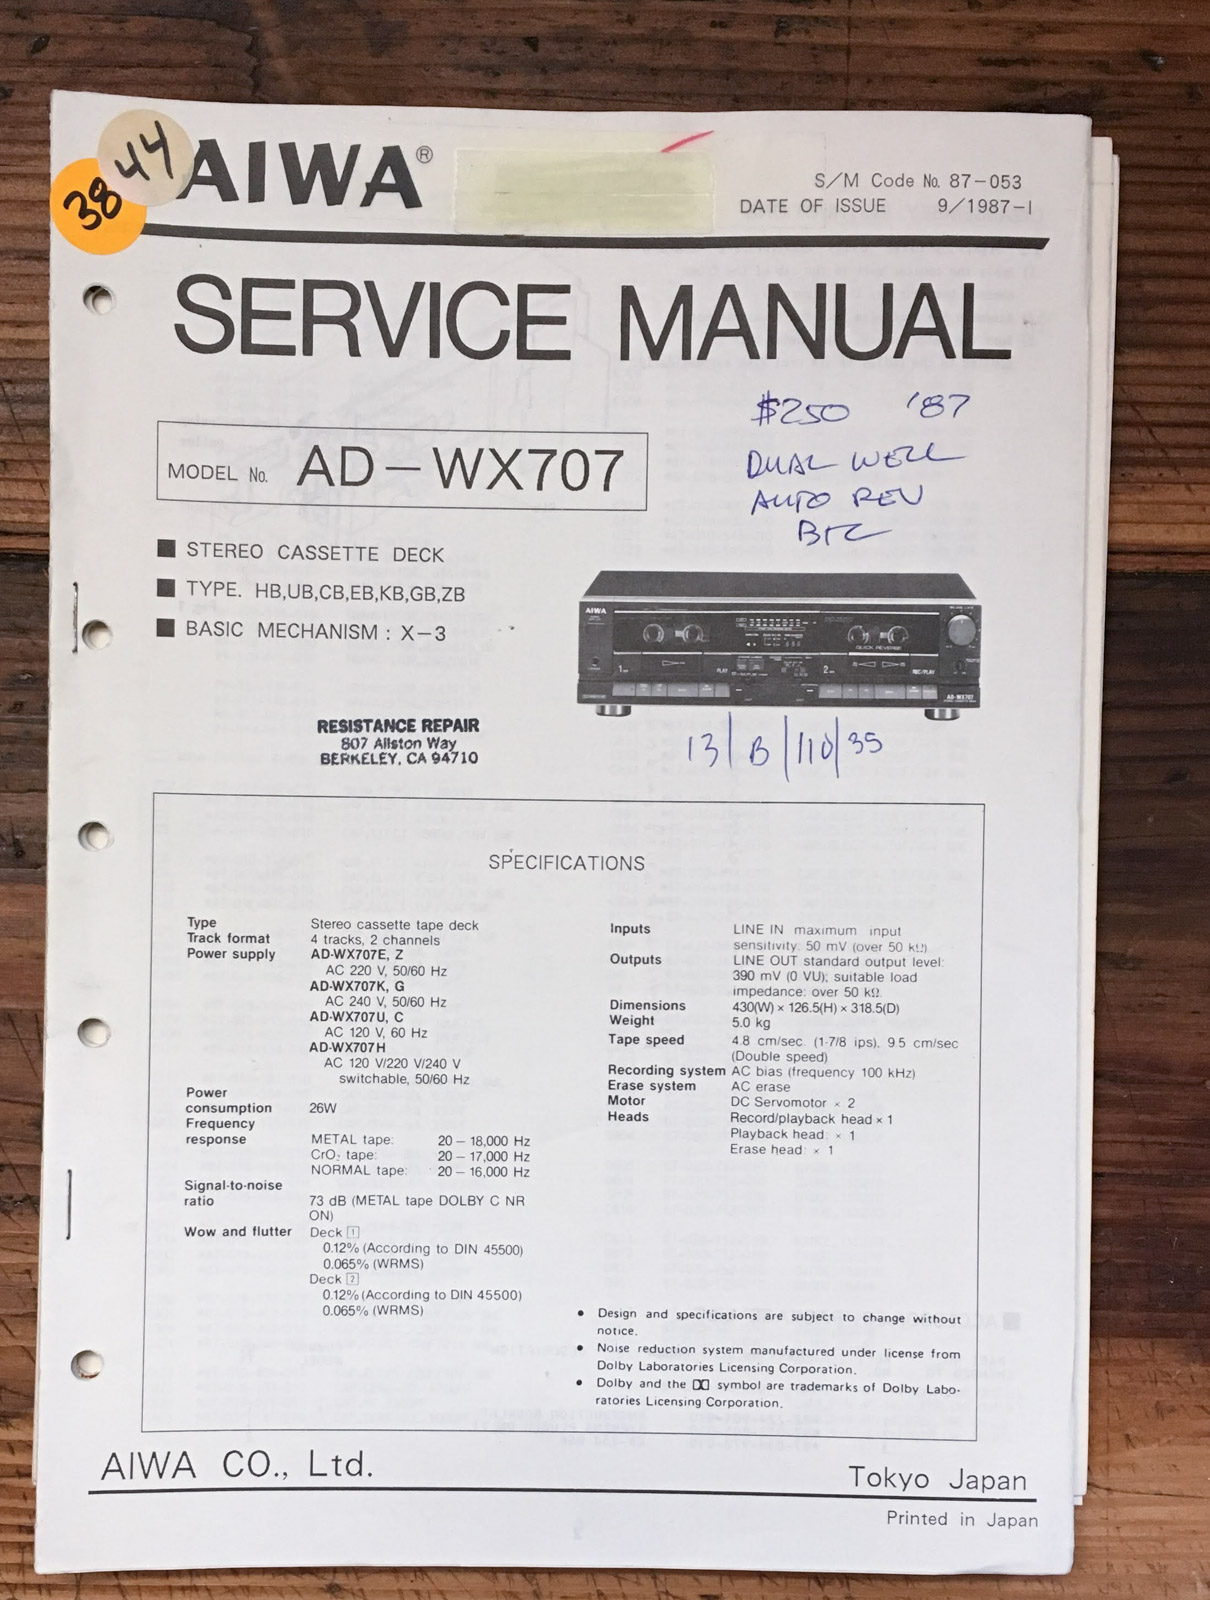 38
44
AIWA®
S/M Code No. 87-053
DATE OF ISSUE 9/1987-I
SERVICE MANUAL
$250 '87
DUAL WELL
AUTO REV
MODEL No. AD-WX707
■ STEREO CASSETTE DECK
■ TYPE. HB,UB,CB,EB,KB,GB,ZB
■ BASIC MECHANISM : X-3
AIWA
QUICK REVERSE
1
PLAY
2
REC/PLAY
AD-WX707
RESISTANCE REPAIR
807 Allston Way
BERKELEY, CA 94710
13/B/110/35
SPECIFICATIONS
Type Stereo cassette tape deck
Track format 4 tracks, 2 channels
Power supply AD-WX707E, Z
AC 220 V, 50/60 Hz
AD-WX707K, G
AC 240 V, 50/60 Hz
AD-WX707U, C
AC 120 V, 60 Hz
AD-WX707H
AC 120 V/220 V/240 V
switchable, 50/60 Hz
Power
consumption 26W
Frequency
response METAL tape: 20 – 18,000 Hz
CrO₂ tape: 20 – 17,000 Hz
NORMAL tape: 20 – 16,000 Hz
Signal-to-noise
ratio 73 dB (METAL tape DOLBY C NR
ON)
Wow and flutter Deck 1
0.12% (According to DIN 45500)
0.065% (WRMS)
Deck 2
0.12% (According to DIN 45500)
0.065% (WRMS)
Inputs LINE IN maximum input
sensitivity: 50 mV (over 50 kΩ)
Outputs LINE OUT standard output level:
390 mV (0 VU); suitable load
impedance: over 50 kΩ
Dimensions 430(W) × 126.5(H) × 318.5(D)
Weight 5.0 kg
Tape speed 4.8 cm/sec. (1-7/8 ips), 9.5 cm/sec
(Double speed)
Recording system AC bias (frequency 100 kHz)
Erase system AC erase
Motor DC Servomotor × 2
Heads Record/playback head × 1
Playback head: × 1
Erase head: × 1
• Design and specifications are subject to change without
notice.
• Noise reduction system manufactured under license from
Dolby Laboratories Licensing Corporation.
• Dolby and the symbol are trademarks of Dolby Labo-
ratories Licensing Corporation.
AIWA CO., Ltd.
Tokyo Japan
Printed in Japan